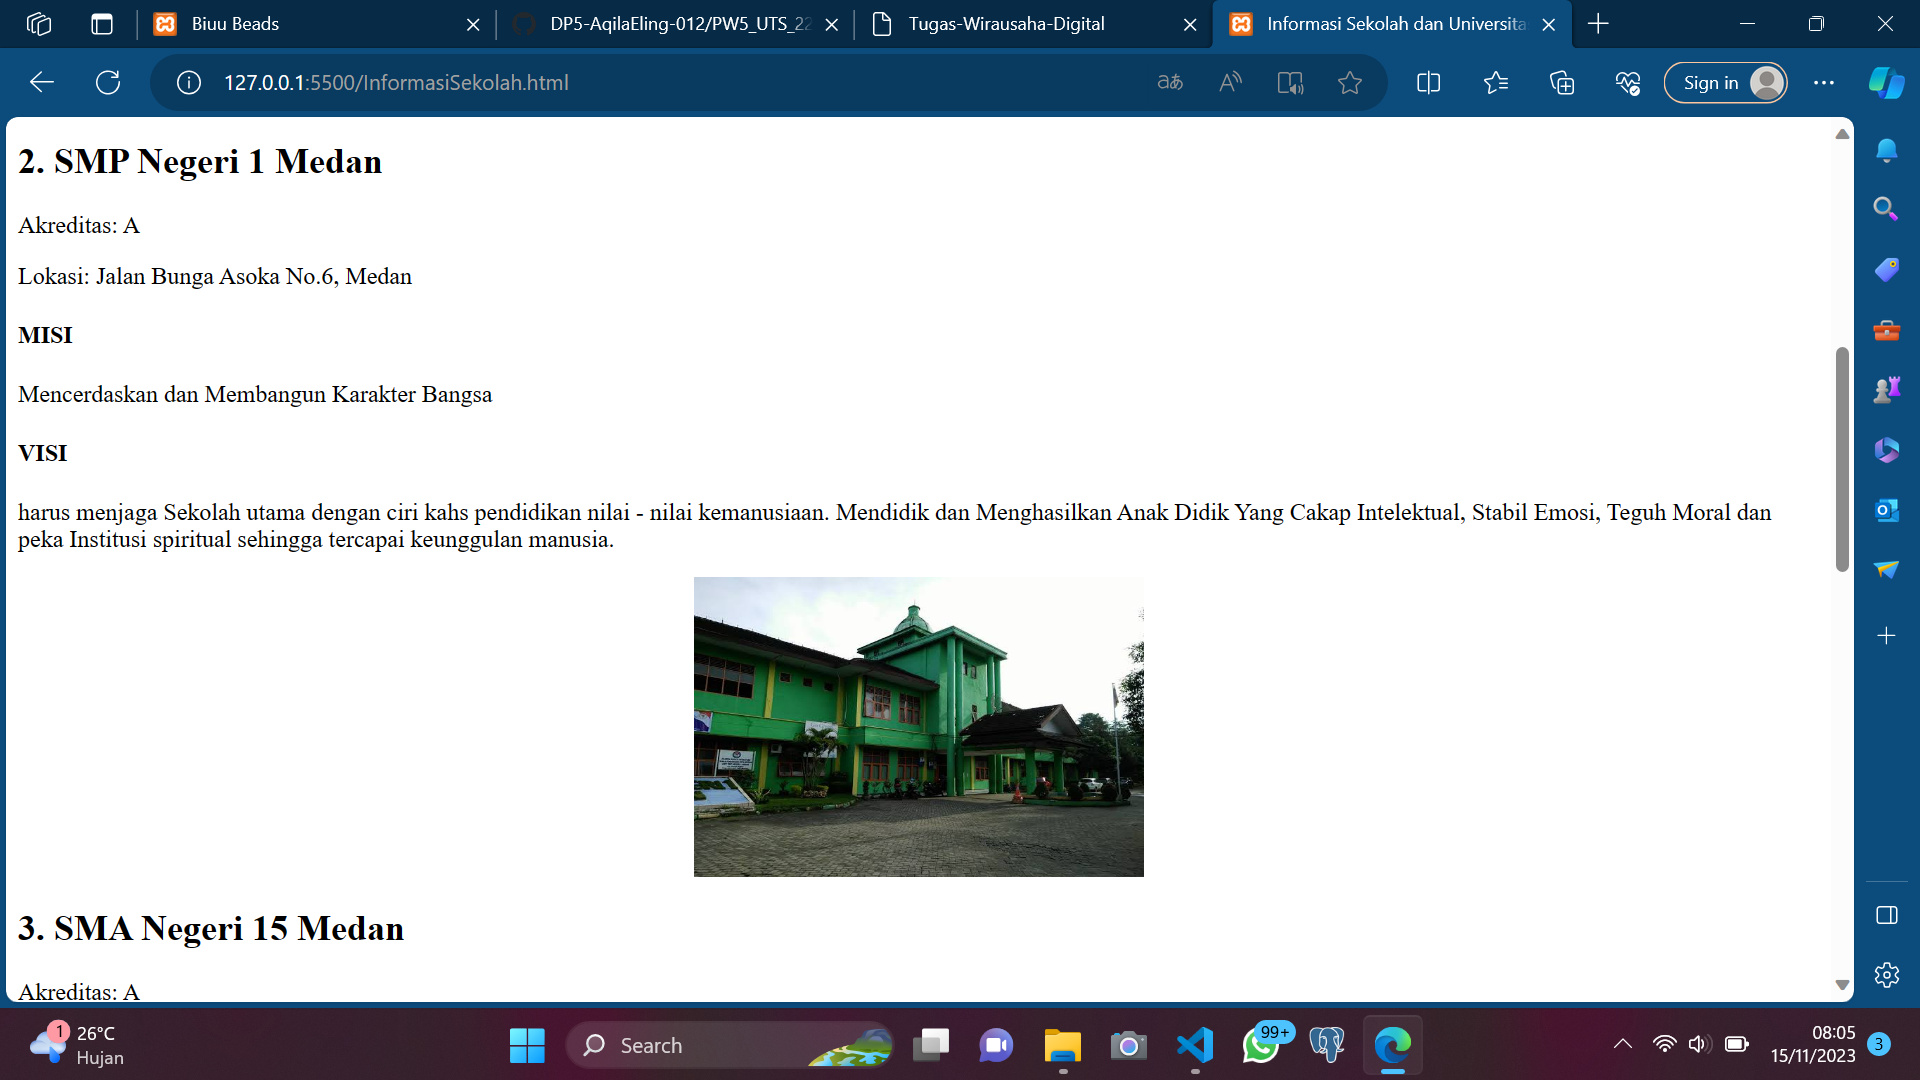 Biuu Beads
DP5-AqilaEling-012/PW5_UTS_22
Tugas-Wirausaha-Digital
Informasi Sekolah dan Universitas
127.0.0.1:5500/InformasiSekolah.html
Sign in
2. SMP Negeri 1 Medan
Akreditas: A
Lokasi: Jalan Bunga Asoka No.6, Medan
MISI
Mencerdaskan dan Membangun Karakter Bangsa
VISI
harus menjaga Sekolah utama dengan ciri kahs pendidikan nilai - nilai kemanusiaan. Mendidik dan Menghasilkan Anak Didik Yang Cakap Intelektual, Stabil Emosi, Teguh Moral dan
peka Institusi spiritual sehingga tercapai keunggulan manusia.
3. SMA Negeri 15 Medan
Akreditas: A
1
26°C
Hujan
Search
99+
08:05
15/11/2023
3